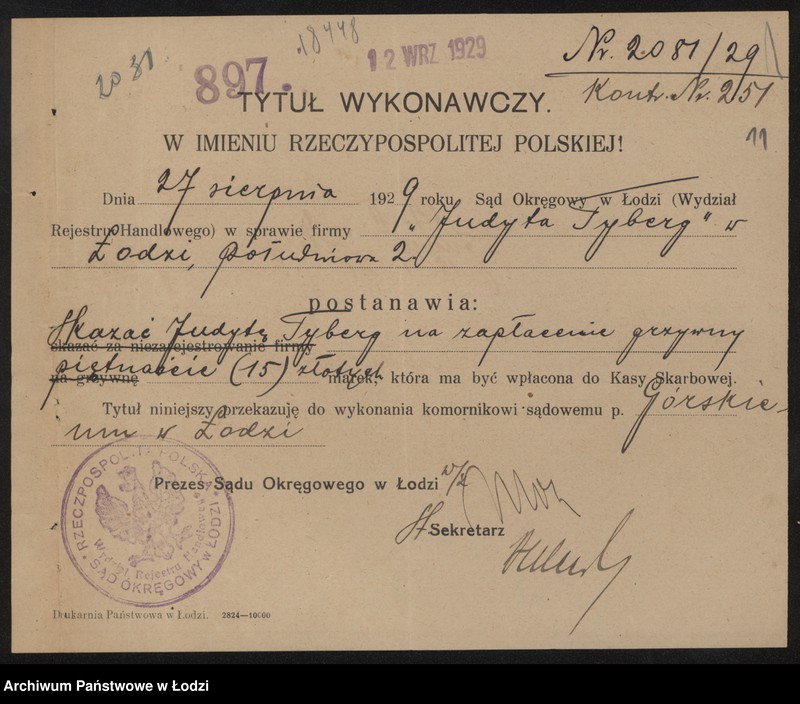 2081
897.
18448
12 WRZ 1929
Nr. 2081/29
Kontr. Nr. 251
11
TYTUŁ WYKONAWCZY.
W IMIENIU RZECZYPOSPOLITEJ POLSKIEJ!
Dnia 27 sierpnia 1929 roku Sąd Okręgowy w Łodzi (Wydział
Rejestru Handlowego) w sprawie firmy „Judyta Tyberg" w
Łodzi, Południowa 2.
postanawia:
Skazać Judytę Tyberg na zapłacenie grzywny
skazać za niezarejestrowanie firmy
piętnaście (15) złotych
na grzywnę marek, która ma być wpłacona do Kasy Skarbowej.
Tytuł niniejszy przekazuję do wykonania komornikowi sądowemu p. Górskie-
mu w Łodzi
Prezes Sądu Okręgowego w Łodzi
Sekretarz
RZECZPOSPOLITA POLSKA
Wydział Rejestru Handlowego
SĄD OKRĘGOWY w ŁODZI
Drukarnia Państwowa w Łodzi. 2824—10000
Archiwum Państwowe w Łodzi